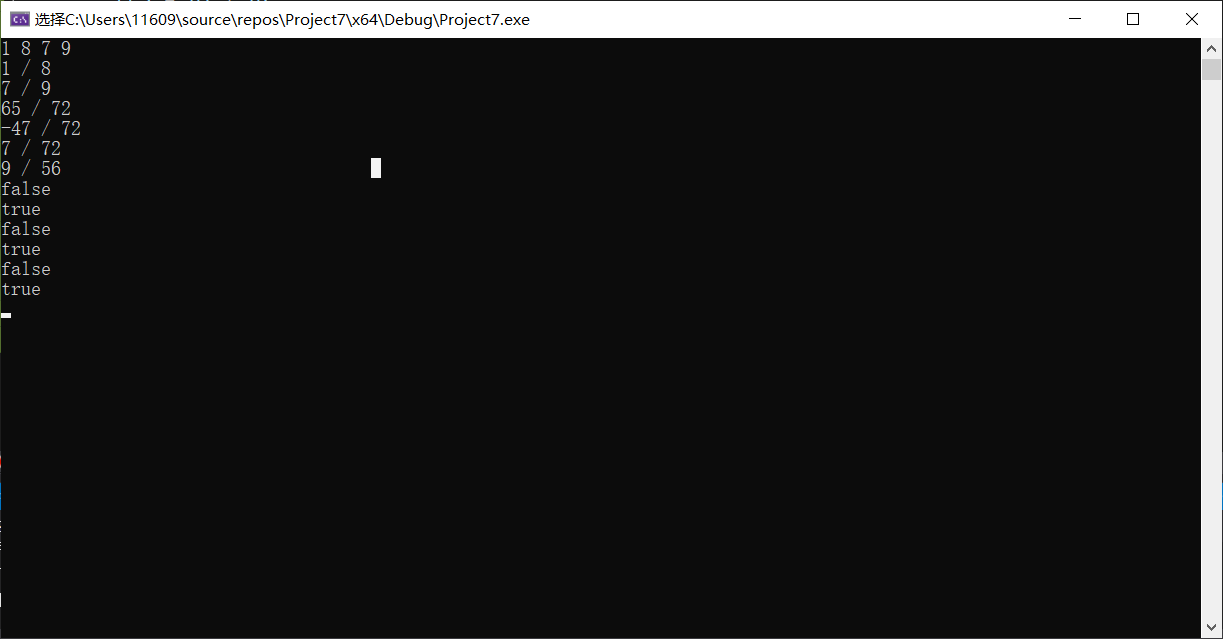 选择C:\Users\11609\source\repos\Project7\x64\Debug\Project7.exe
1 8 7 9
1 / 8
7 / 9
65 / 72
-47 / 72
7 / 72
9 / 56
false
true
false
true
false
true